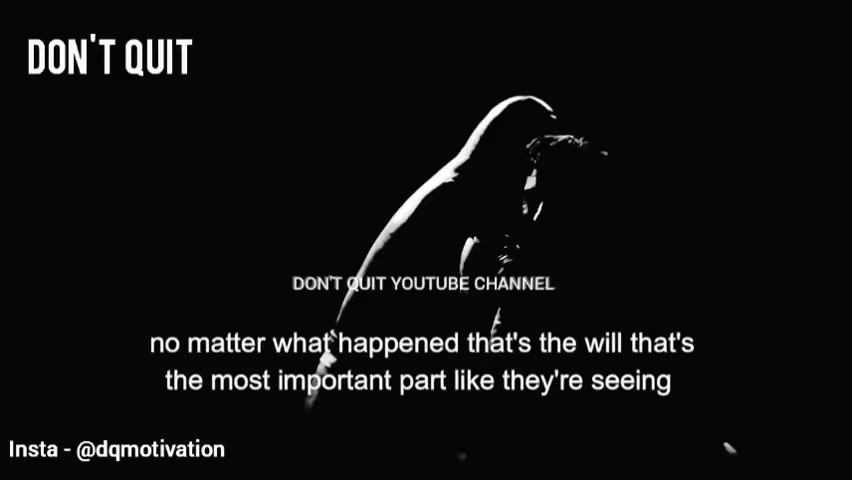 DON'T QUIT
DON'T QUIT YOUTUBE CHANNEL
no matter what happened that's the will that's
the most important part like they're seeing
Insta - @dqmotivation